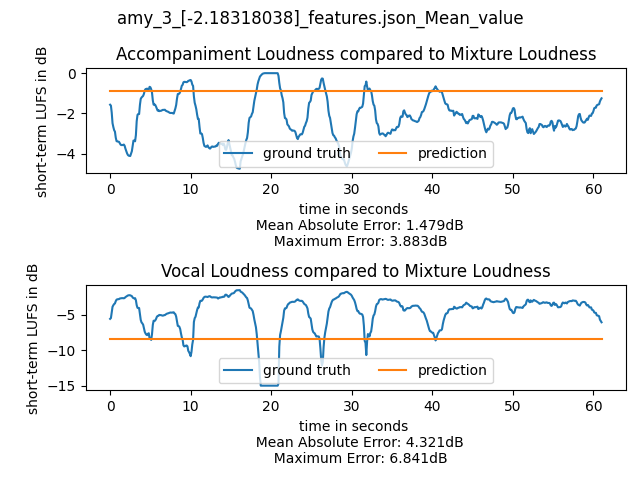 amy_3_[-2.18318038]_features.json_Mean_value
Accompaniment Loudness compared to Mixture Loudness
short-term LUFS in dB
0
−2
−4
ground truth
prediction
0 10 20 30 40 50 60
time in seconds
Mean Absolute Error: 1.479dB
Maximum Error: 3.883dB
Vocal Loudness compared to Mixture Loudness
short-term LUFS in dB
−5
−10
−15
ground truth
prediction
0 10 20 30 40 50 60
time in seconds
Mean Absolute Error: 4.321dB
Maximum Error: 6.841dB